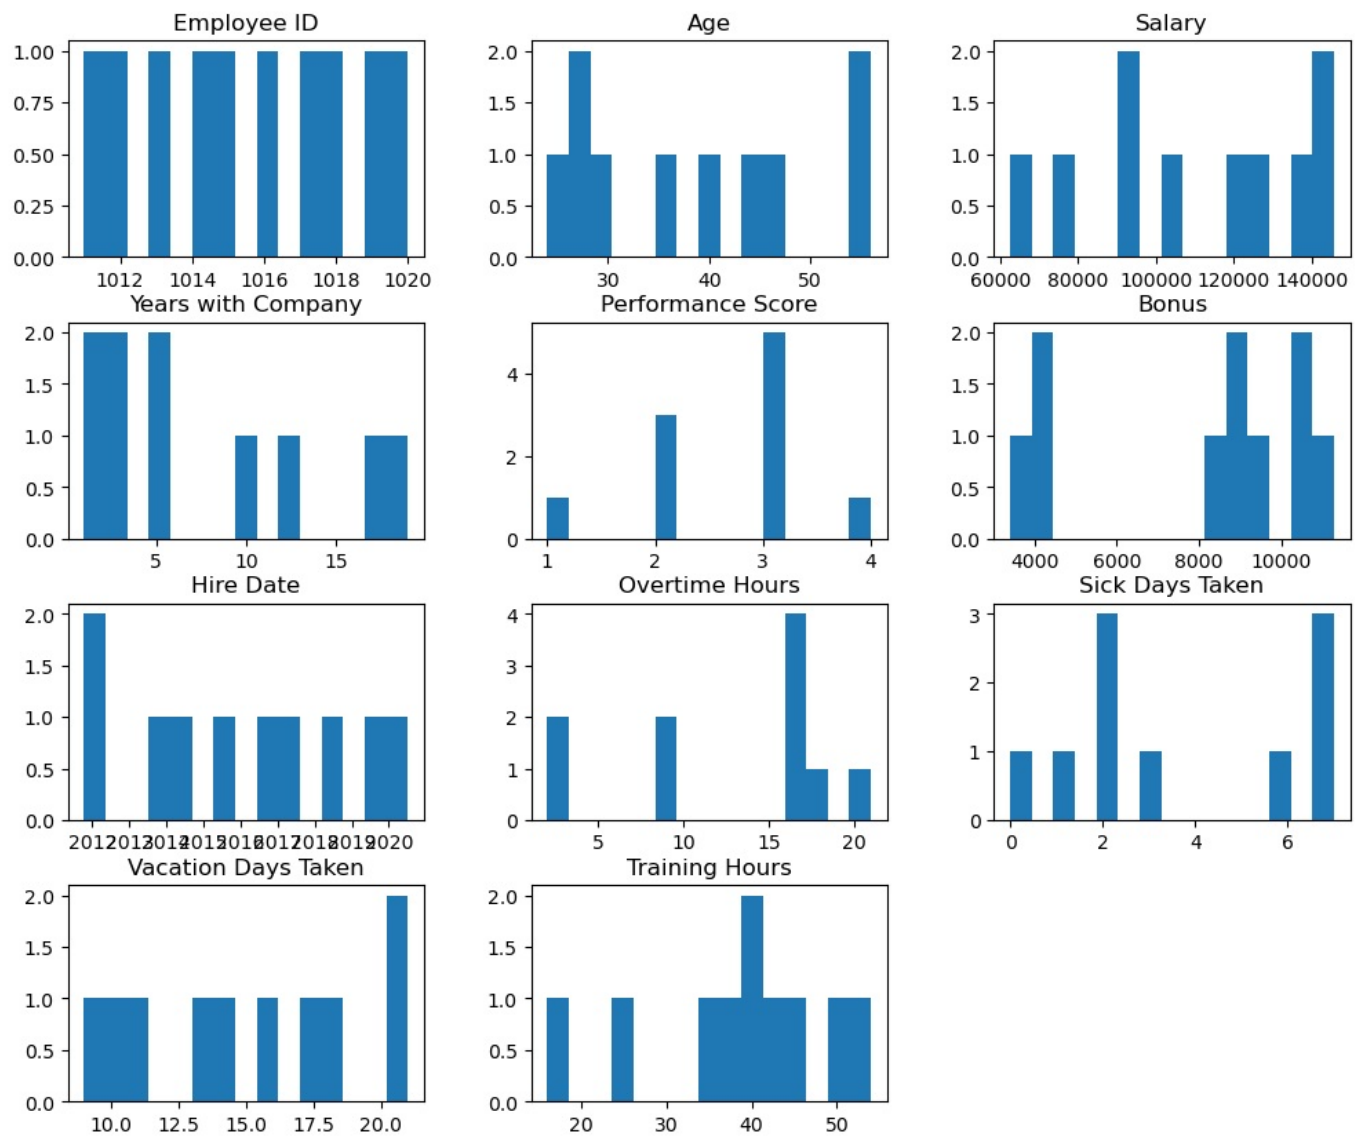 Employee ID
1.00
0.75
0.50
0.25
0.00
1012 1014 1016 1018 1020
Age
2.0
1.5
1.0
0.5
0.0
30 40 50
Salary
2.0
1.5
1.0
0.5
0.0
60000 80000 100000 120000 140000
Years with Company
2.0
1.5
1.0
0.5
0.0
5 10 15
Performance Score
4
2
0
1 2 3 4
Bonus
2.0
1.5
1.0
0.5
0.0
4000 6000 8000 10000
Hire Date
2.0
1.5
1.0
0.5
0.0
2012 2013 2014 2015 2016 2017 2018 2019 2020
Overtime Hours
4
3
2
1
0
5 10 15 20
Sick Days Taken
3
2
1
0
0 2 4 6
Vacation Days Taken
2.0
1.5
1.0
0.5
0.0
10.0 12.5 15.0 17.5 20.0
Training Hours
2.0
1.5
1.0
0.5
0.0
20 30 40 50